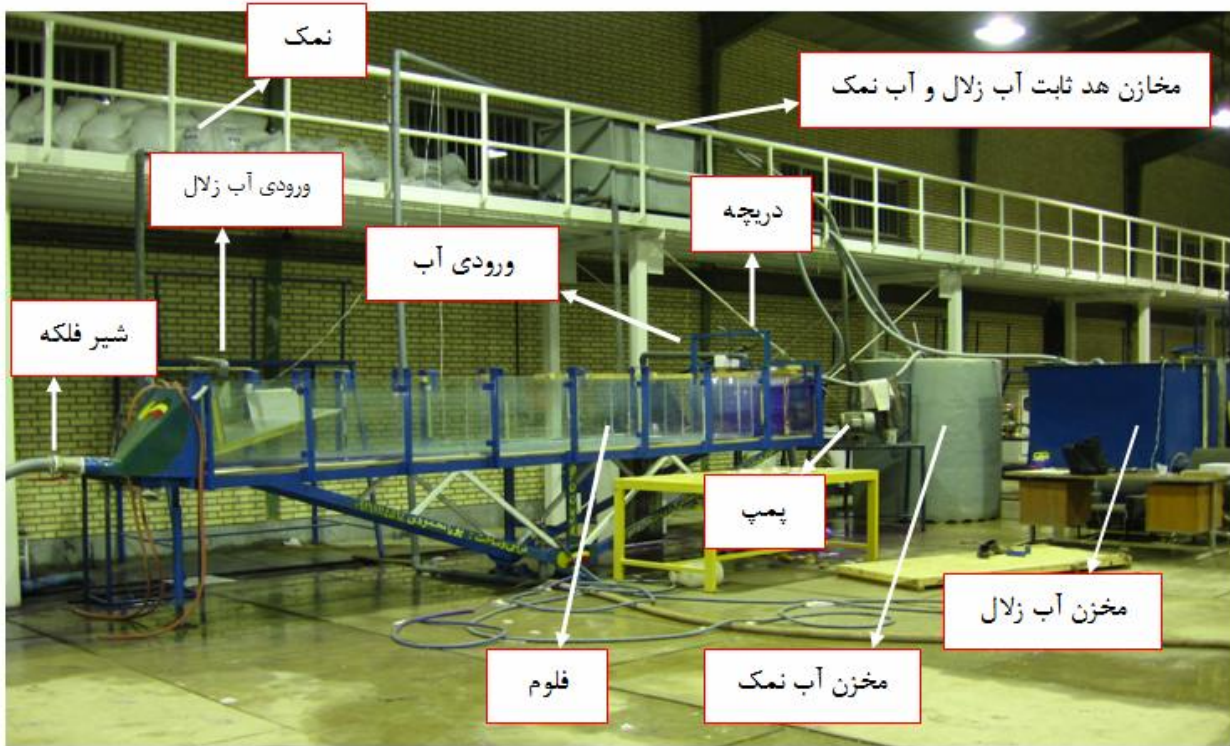 نمک
مخازن هد ثابت آب زلال و آب نمک
ورودی آب زلال
دریچه
ورودی آب
شیر فلکه
پمپ
مخزن آب زلال
فلوم
مخزن آب نمک